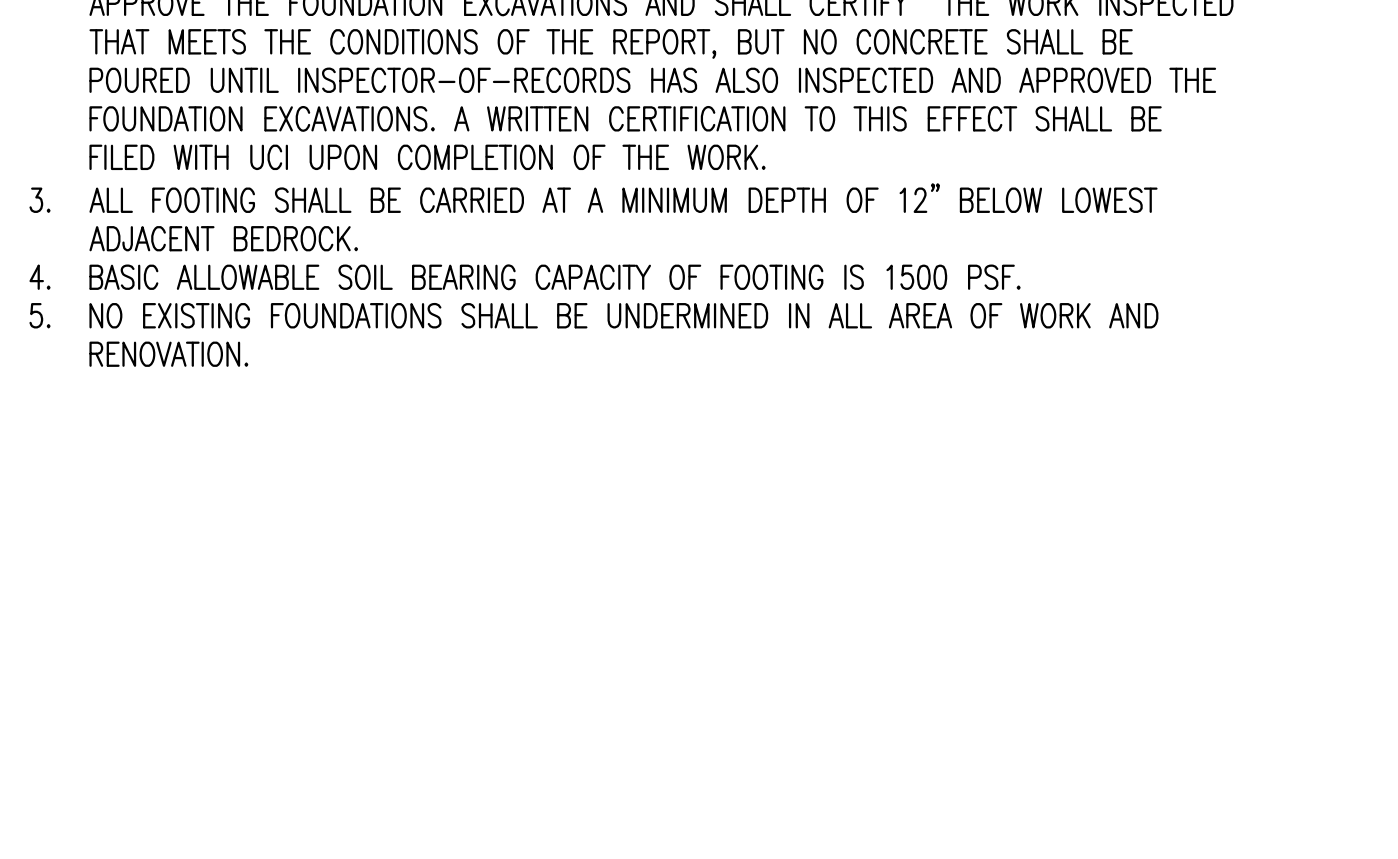 APPROVE THE FOUNDATION EXCAVATIONS AND SHALL CERTIFY THE WORK INSPECTED
THAT MEETS THE CONDITIONS OF THE REPORT, BUT NO CONCRETE SHALL BE
POURED UNTIL INSPECTOR–OF–RECORDS HAS ALSO INSPECTED AND APPROVED THE
FOUNDATION EXCAVATIONS. A WRITTEN CERTIFICATION TO THIS EFFECT SHALL BE
FILED WITH UCI UPON COMPLETION OF THE WORK.
3. ALL FOOTING SHALL BE CARRIED AT A MINIMUM DEPTH OF 12” BELOW LOWEST
ADJACENT BEDROCK.
4. BASIC ALLOWABLE SOIL BEARING CAPACITY OF FOOTING IS 1500 PSF.
5. NO EXISTING FOUNDATIONS SHALL BE UNDERMINED IN ALL AREA OF WORK AND
RENOVATION.